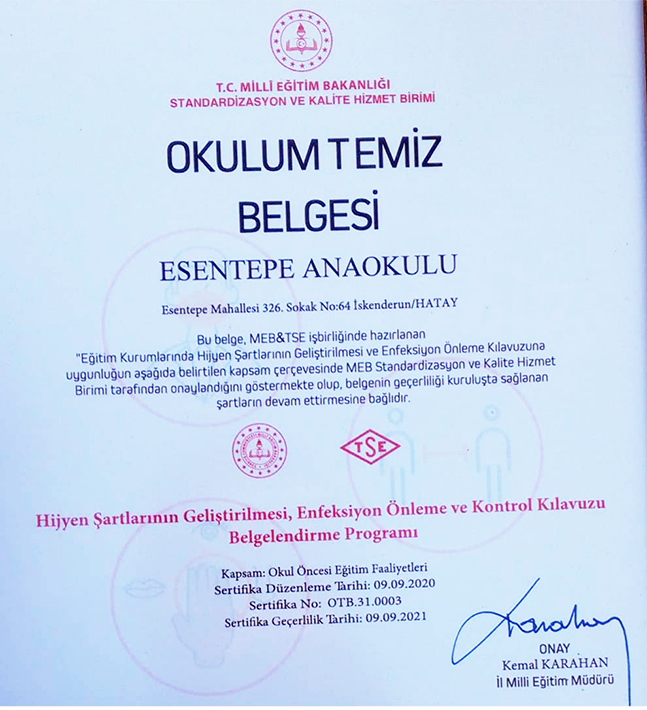 T.C. MİLLÎ EĞİTİM BAKANLIĞI
STANDARDİZASYON VE KALİTE HİZMET BİRİMİ
OKULUM TEMİZ
BELGESİ
ESENTEPE ANAOKULU
Esentepe Mahallesi 326. Sokak No:64 İskenderun/HATAY
Bu belge, MEB&TSE işbirliğinde hazırlanan
"Eğitim Kurumlarında Hijyen Şartlarının Geliştirilmesi ve Enfeksiyon Önleme Kılavuzuna
uygunluğun aşağıda belirtilen kapsam çerçevesinde MEB Standardizasyon ve Kalite Hizmet
Birimi tarafından onaylandığını göstermekte olup, belgenin geçerliliği kuruluşta sağlanan
şartların devam ettirmesine bağlıdır.
TSE
Hijyen Şartlarının Geliştirilmesi, Enfeksiyon Önleme ve Kontrol Kılavuzu
Belgelendirme Programı
Kapsam: Okul Öncesi Eğitim Faaliyetleri
Sertifika Düzenleme Tarihi: 09.09.2020
Sertifika No: OTB.31.0003
Sertifika Geçerlilik Tarihi: 09.09.2021
Karahan
ONAY
Kemal KARAHAN
İl Milli Eğitim Müdürü